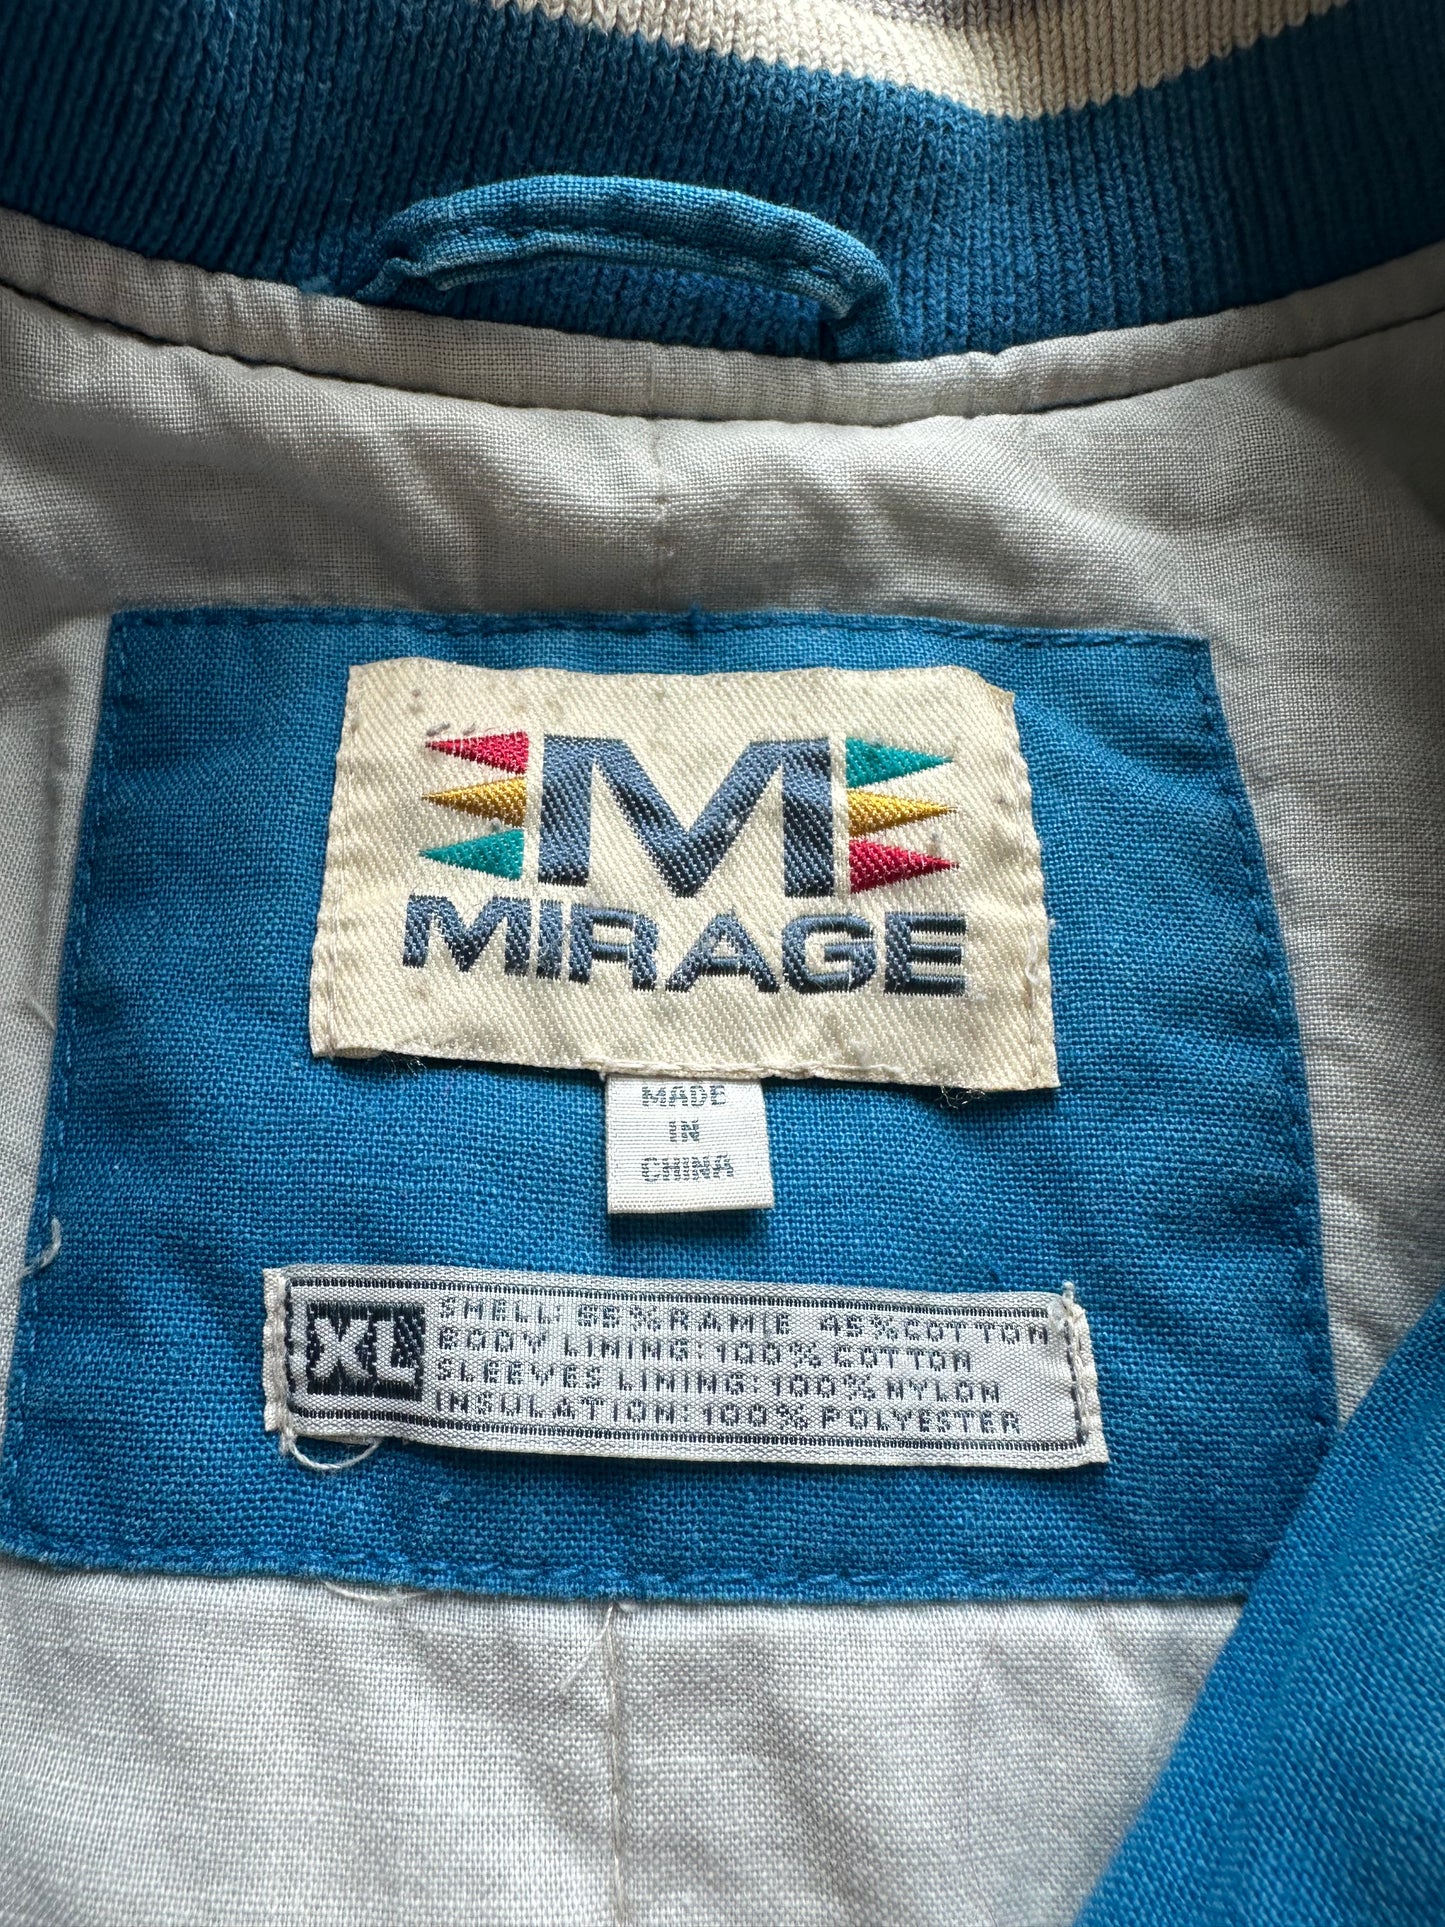 M
MIRAGE
MADE
IN
CHINA
XL
SHELL: 55% RAMIE 45% COTTON
BODY LINING: 100% COTTON
SLEEVES LINING: 100% NYLON
INSULATION: 100% POLYESTER